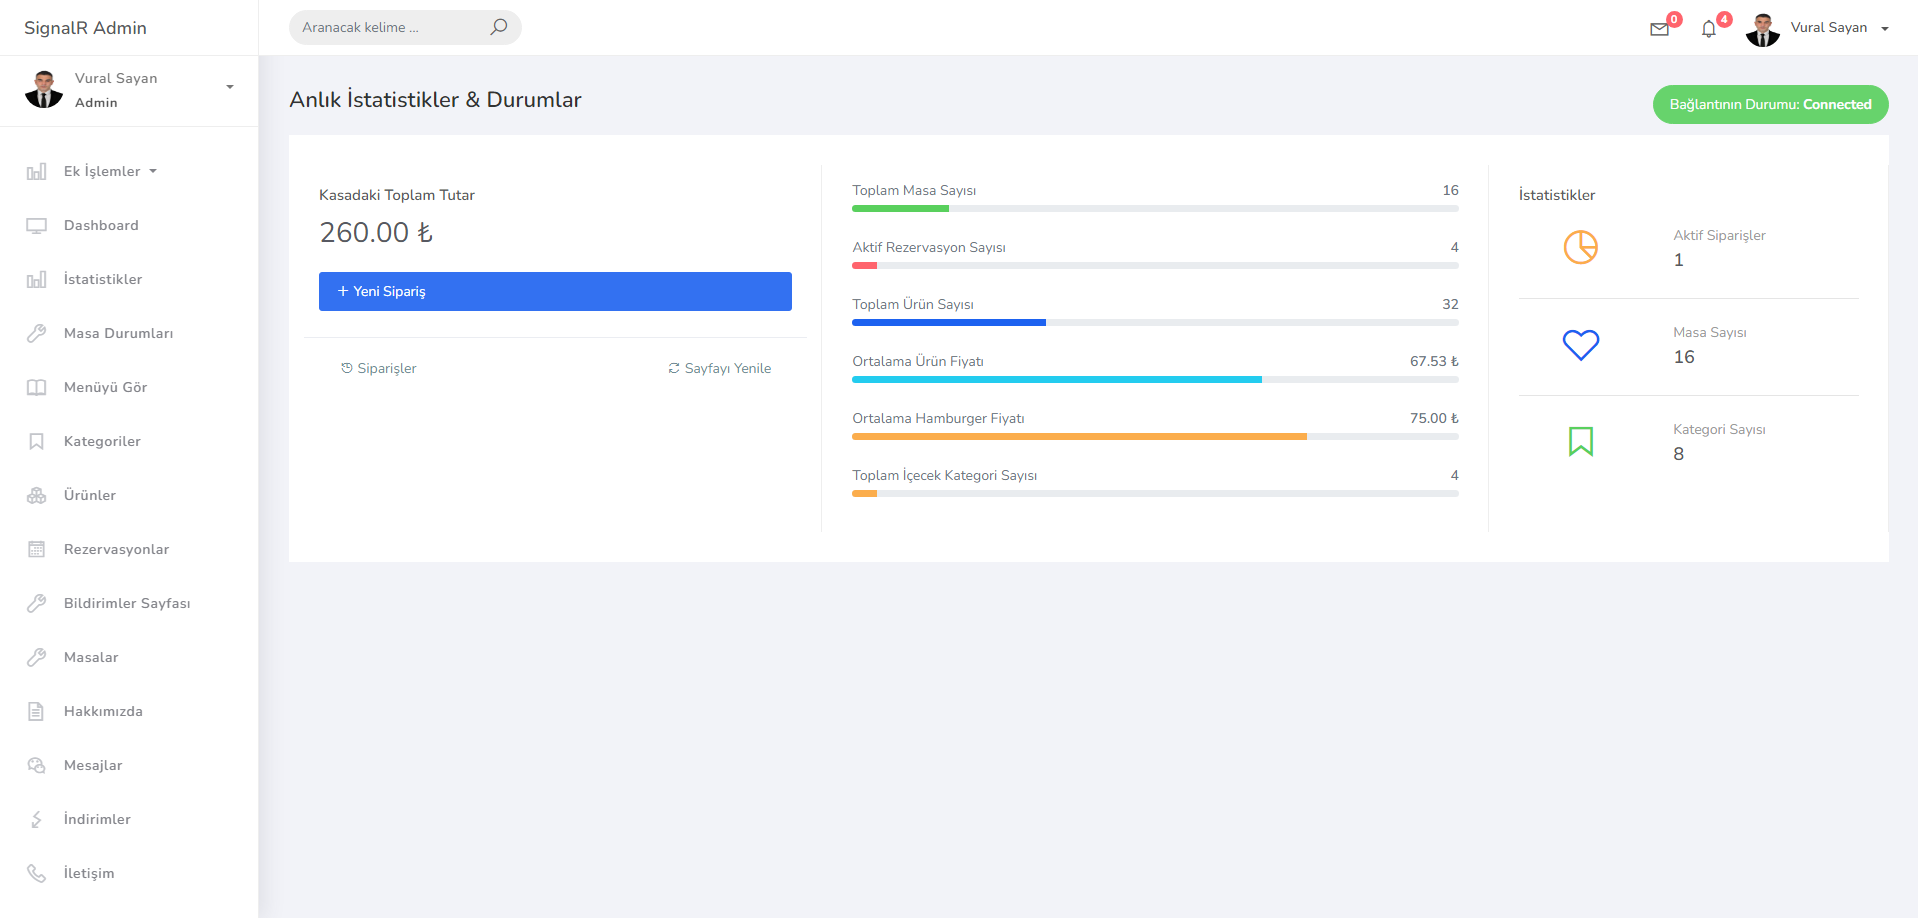 SignalR Admin
Aranacak kelime ...
0
4
Vural Sayan
Vural Sayan
Admin
Ek İşlemler
Dashboard
İstatistikler
Masa Durumları
Menüyü Gör
Kategoriler
Ürünler
Rezervasyonlar
Bildirimler Sayfası
Masalar
Hakkımızda
Mesajlar
İndirimler
İletişim
Anlık İstatistikler & Durumlar
Bağlantının Durumu: Connected
Kasadaki Toplam Tutar
260.00 ₺
+ Yeni Sipariş
Siparişler
Sayfayı Yenile
Toplam Masa Sayısı 16
Aktif Rezervasyon Sayısı 4
Toplam Ürün Sayısı 32
Ortalama Ürün Fiyatı 67.53 ₺
Ortalama Hamburger Fiyatı 75.00 ₺
Toplam İçecek Kategori Sayısı 4
İstatistikler
Aktif Siparişler
1
Masa Sayısı
16
Kategori Sayısı
8